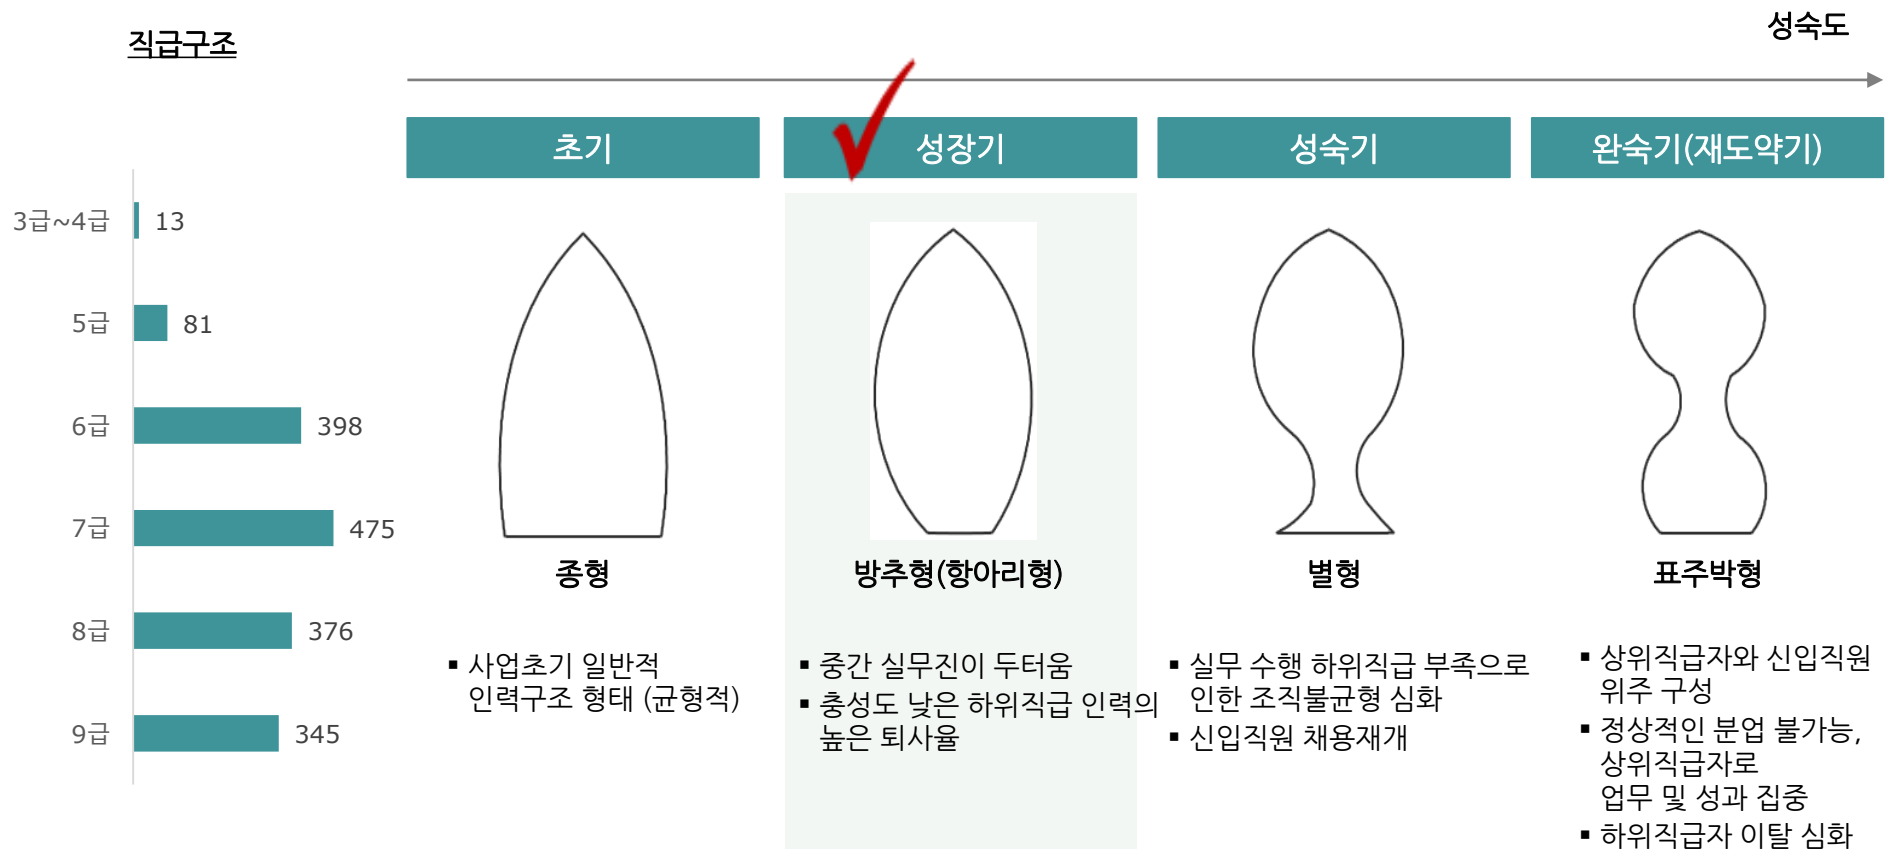 직급구조
성숙도
3급~4급 13
5급 81
6급 398
7급 475
8급 376
9급 345
초기
종형
▪ 사업초기 일반적
인력구조 형태 (균형적)
성장기
방추형(항아리형)
▪ 중간 실무진이 두터움
▪ 충성도 낮은 하위직급 인력의
높은 퇴사율
성숙기
별형
▪ 실무 수행 하위직급 부족으로
인한 조직불균형 심화
▪ 신입직원 채용재개
완숙기(재도약기)
표주박형
▪ 상위직급자와 신입직원
위주 구성
▪ 정상적인 분업 불가능,
상위직급자로
업무 및 성과 집중
▪ 하위직급자 이탈 심화